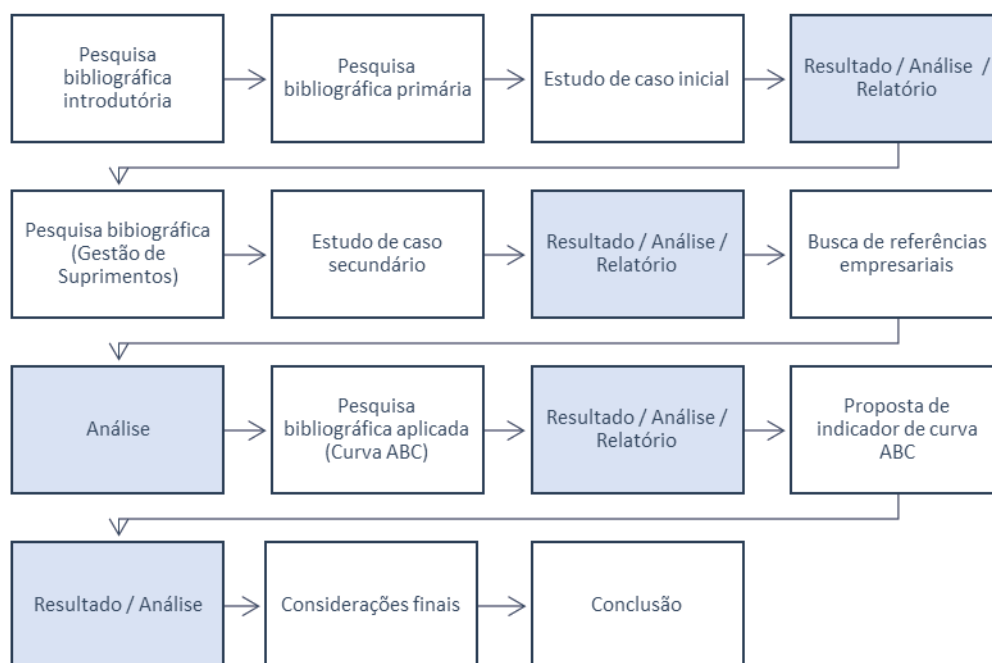 Pesquisa
bibliográfica
introdutória
Pesquisa
bibliográfica primária
Estudo de caso inicial
Resultado / Análise /
Relatório
Pesquisa bibiográfica
(Gestão de
Suprimentos)
Estudo de caso
secundário
Resultado / Análise /
Relatório
Busca de referências
empresariais
Análise
Pesquisa
bibliográfica aplicada
(Curva ABC)
Resultado / Análise /
Relatório
Proposta de
indicador de curva
ABC
Resultado / Análise
Considerações finais
Conclusão